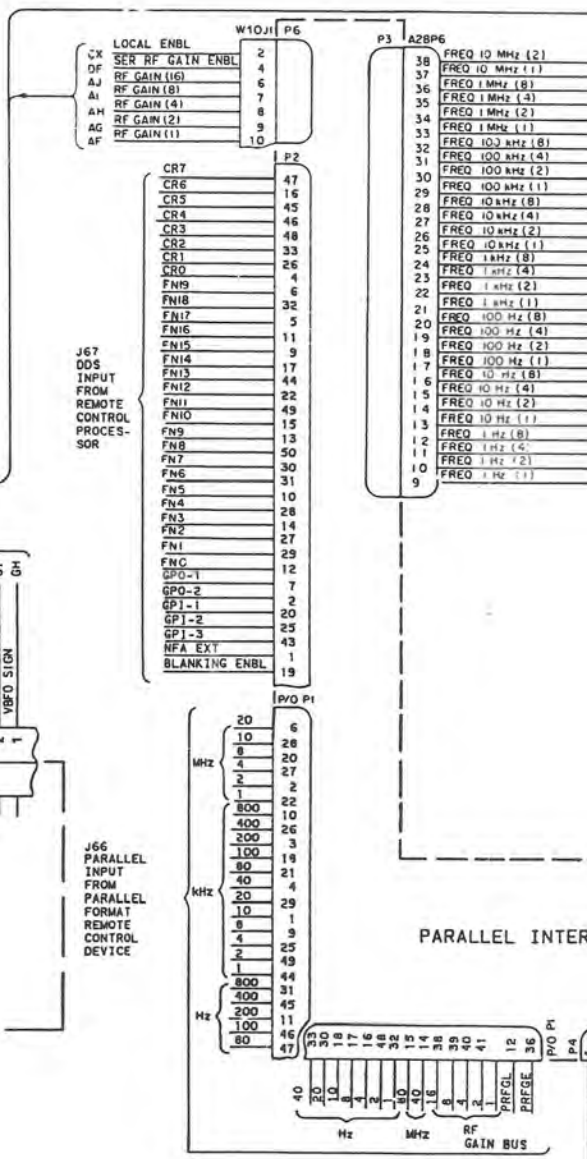 W10J1 P6
CX LOCAL ENBL 2
DF SER RF GAIN ENBL 4
AJ RF GAIN (16) 6
AI RF GAIN (8) 7
AH RF GAIN (4) 8
AG RF GAIN (2) 9
AF RF GAIN (1) 10
P2
CR7 47
CR6 16
CR5 45
CR4 46
CR3 48
CR2 33
CR1 26
CR0 4
FN19 6
FN18 32
FN17 5
FN16 11
FN15 9
FN14 17
FN13 44
FN12 22
FN11 49
FN10 15
FN9 13
FN8 50
FN7 30
FN6 31
FN5 10
FN4 28
FN3 14
FN2 27
FN1 29
FN0 12
GPO-1 7
GPO-2 2
GPI-1 20
GPI-2 25
GPI-3 43
NFA EXT 1
BLANKING ENBL 19
J67
DDS
INPUT
FROM
REMOTE
CONTROL
PROCES-
SOR
P3 A28P6
38 FREQ 10 MHz (2)
37 FREQ 10 MHz (1)
36 FREQ 1 MHz (8)
35 FREQ 1 MHz (4)
34 FREQ 1 MHz (2)
33 FREQ 1 MHz (1)
32 FREQ 100 kHz (8)
31 FREQ 100 kHz (4)
30 FREQ 100 kHz (2)
29 FREQ 100 kHz (1)
28 FREQ 10 kHz (8)
27 FREQ 10 kHz (4)
26 FREQ 10 kHz (2)
25 FREQ 10 kHz (1)
24 FREQ 1 kHz (8)
23 FREQ 1 kHz (4)
22 FREQ 1 kHz (2)
21 FREQ 1 kHz (1)
20 FREQ 100 Hz (8)
19 FREQ 100 Hz (4)
18 FREQ 100 Hz (2)
17 FREQ 100 Hz (1)
16 FREQ 10 Hz (8)
15 FREQ 10 Hz (4)
14 FREQ 10 Hz (2)
13 FREQ 10 Hz (1)
12 FREQ 1 Hz (8)
11 FREQ 1 Hz (4)
10 FREQ 1 Hz (2)
9 FREQ 1 Hz (1)
GH
VBFO SIGN
1
P/O P1
20 6
10 28
8 20
4 27
2 2
1 22
MHz
800 10
400 26
200 3
100 19
80 21
40 4
20 29
10 1
8 9
4 25
2 49
1 44
kHz
800 31
400 45
200 11
100 46
80 47
Hz
J66
PARALLEL
INPUT
FROM
PARALLEL
FORMAT
REMOTE
CONTROL
DEVICE
PARALLEL INTER
33 30 18 17 16 48 32 15 14 38 39 40 41 12 36
P/O P1
P4
40 20 10 8 4 2 1 80 40 16 8 4 2 1 PRFGL PRFGE
Hz MHz RF
GAIN BUS